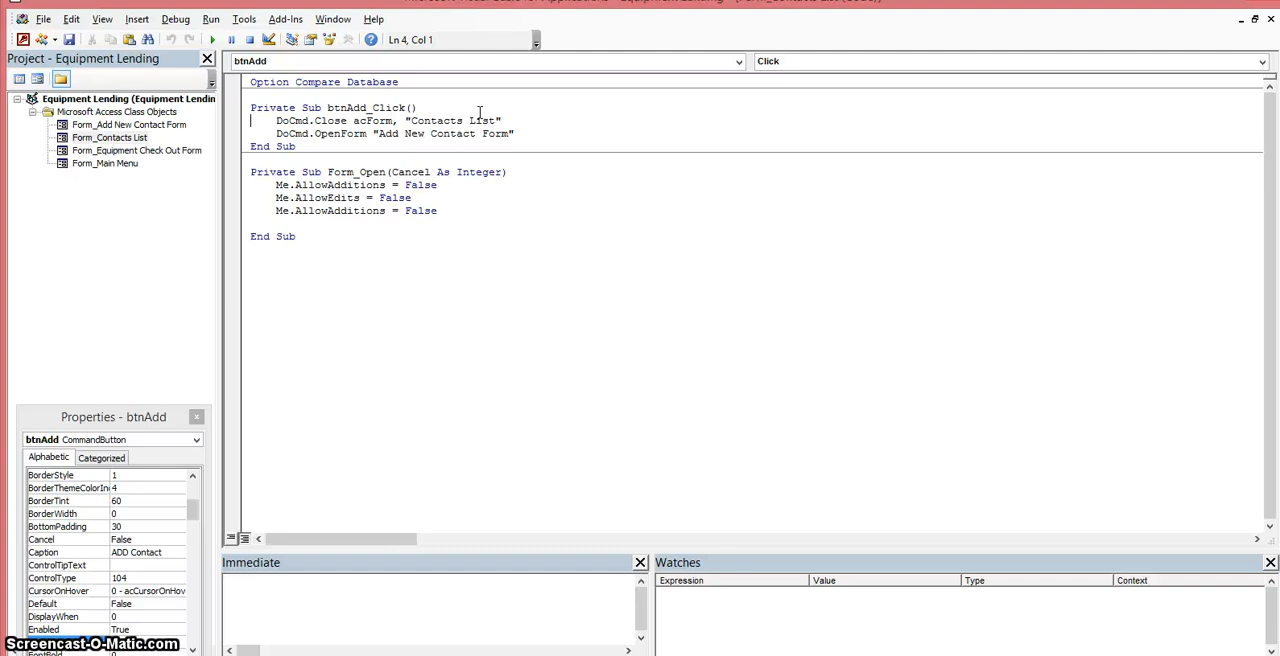 File Edit View Insert Debug Run Tools Add-Ins Window Help
Ln 4, Col 1
Project - Equipment Lending
btnAdd
Click
Equipment Lending (Equipment Lendin
Microsoft Access Class Objects
Form_Add New Contact Form
Form_Contacts List
Form_Equipment Check Out Form
Form_Main Menu
Option Compare Database
Private Sub btnAdd_Click()
DoCmd.Close acForm, "Contacts List"
DoCmd.OpenForm "Add New Contact Form"
End Sub
Private Sub Form_Open(Cancel As Integer)
Me.AllowAdditions = False
Me.AllowEdits = False
Me.AllowAdditions = False
End Sub
Properties - btnAdd
btnAdd CommandButton
Alphabetic Categorized
BorderStyle 1
BorderThemeColorIn 4
BorderTint 60
BorderWidth 0
BottomPadding 30
Cancel False
Caption ADD Contact
ControlTipText
ControlType 104
CursorOnHover 0 - acCursorOnHov
Default False
DisplayWhen 0
Enabled True
Immediate
Watches
Expression Value Type Context
Screencast-O-Matic.com